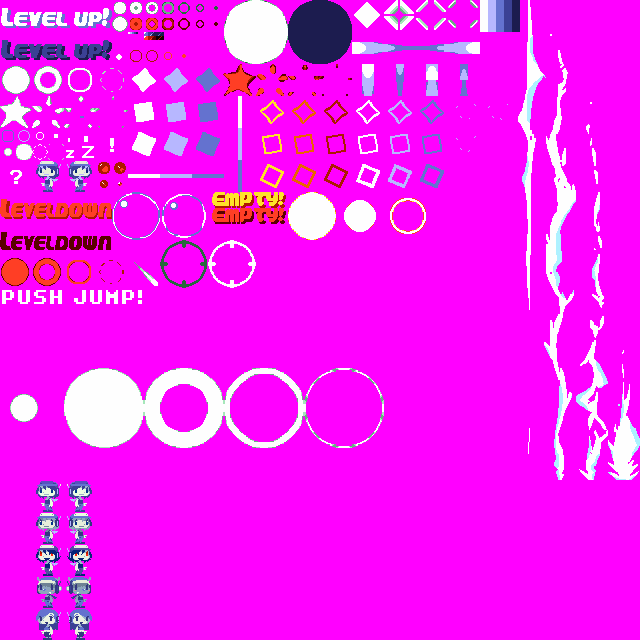 LEVEL UP!
LEVEL UP!
z Z !
?
LEVELDOWN
EMPTY!
EMPTY!
LEVELDOWN
PUSH JUMP!